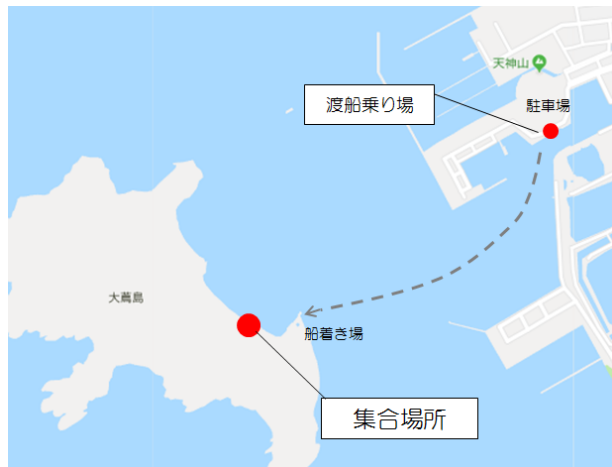 天神山
渡船乗り場
駐車場
大蔦島
船着き場
集合場所